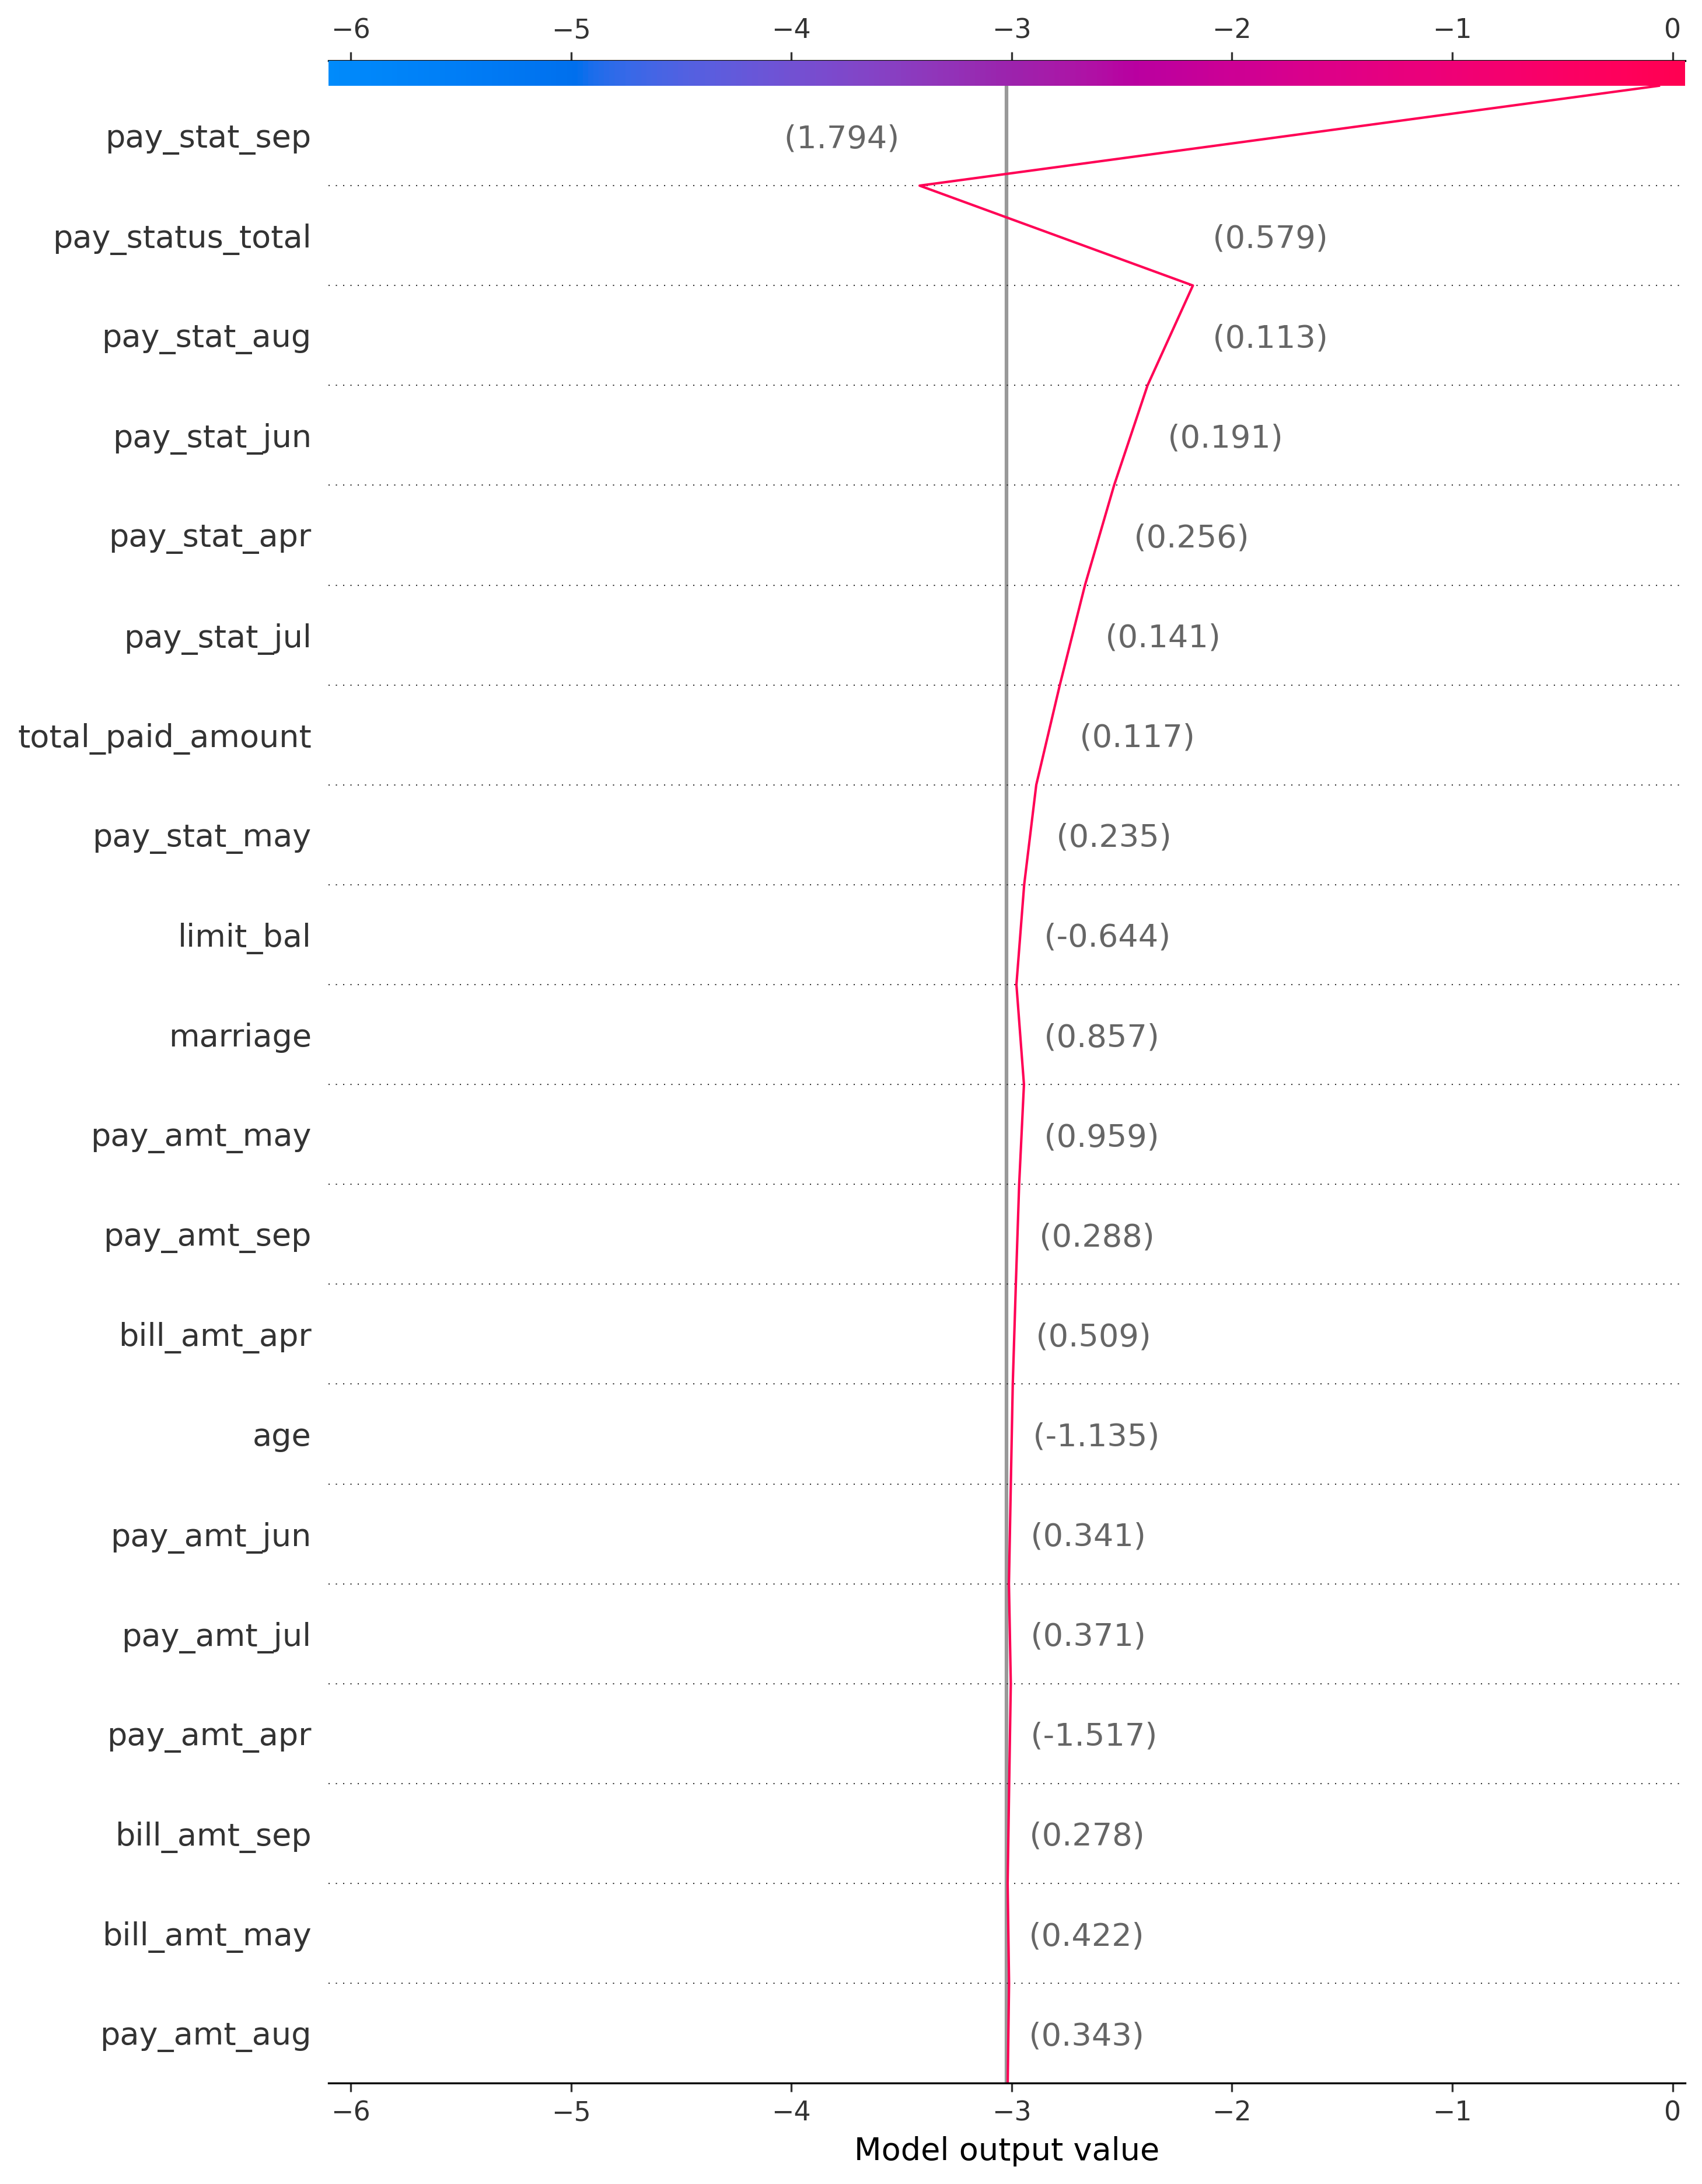 −6 −5 −4 −3 −2 −1 0
pay_stat_sep (1.794)
pay_status_total (0.579)
pay_stat_aug (0.113)
pay_stat_jun (0.191)
pay_stat_apr (0.256)
pay_stat_jul (0.141)
total_paid_amount (0.117)
pay_stat_may (0.235)
limit_bal (-0.644)
marriage (0.857)
pay_amt_may (0.959)
pay_amt_sep (0.288)
bill_amt_apr (0.509)
age (-1.135)
pay_amt_jun (0.341)
pay_amt_jul (0.371)
pay_amt_apr (-1.517)
bill_amt_sep (0.278)
bill_amt_may (0.422)
pay_amt_aug (0.343)
−6 −5 −4 −3 −2 −1 0
Model output value